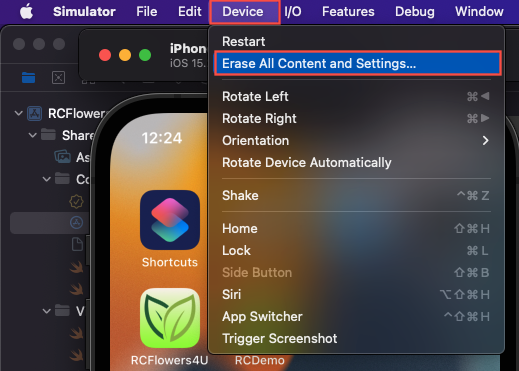 Simulator File Edit Device I/O Features Debug Window
iPhon
iOS 15.
Restart
Erase All Content and Settings...
Rotate Left ⌘◀
Rotate Right ⌘▶
Orientation
Rotate Device Automatically
Shake ^⌘Z
Home ⇧⌘H
Lock ⌘L
Side Button ⇧⌘B
Siri ⌥⇧⌘H
App Switcher ^⇧⌘H
Trigger Screenshot
RCFlowers
Share
As
Co
V
12:24
Shortcuts
RCFlowers4U RCDemo